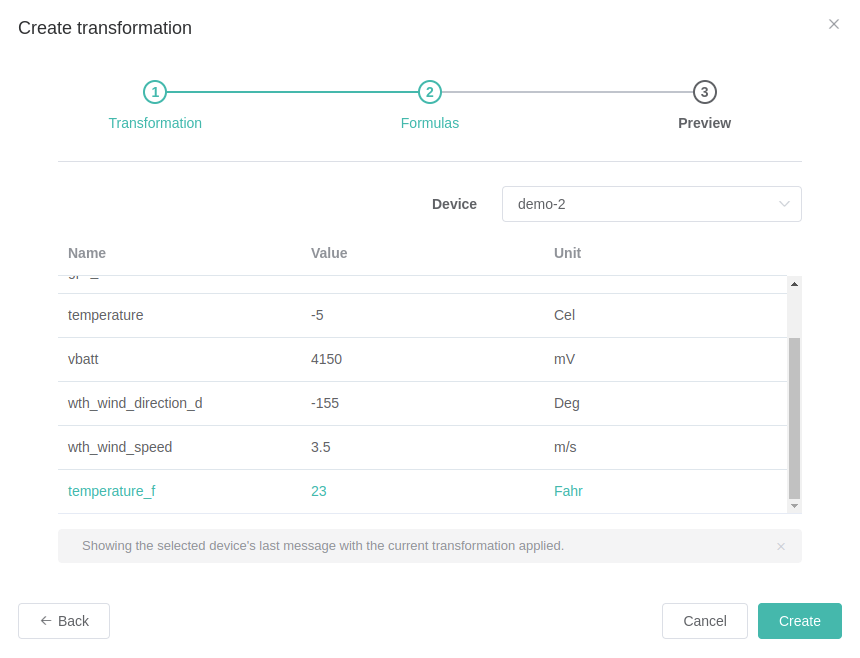 Create transformation
1 2 3
Transformation Formulas Preview
Device demo-2
Name Value Unit
temperature -5 Cel
vbatt 4150 mV
wth_wind_direction_d -155 Deg
wth_wind_speed 3.5 m/s
temperature_f 23 Fahr
Showing the selected device's last message with the current transformation applied.
Back Cancel Create